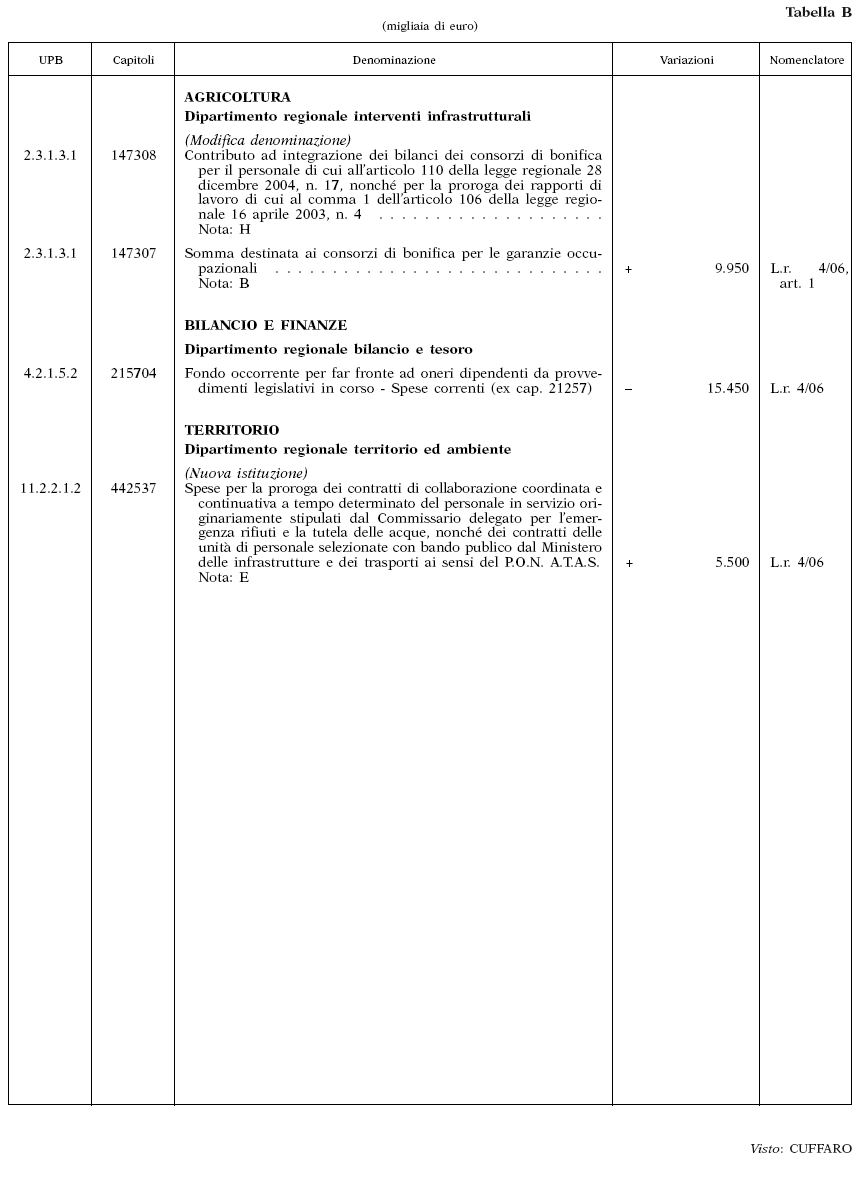 Tabella B
(migliaia di euro)
UPB Capitoli Denominazione Variazioni Nomenclatore
AGRICOLTURA
Dipartimento regionale interventi infrastrutturali
(Modifica denominazione)
2.3.1.3.1 147308 Contributo ad integrazione dei bilanci dei consorzi di bonifica
per il personale di cui all'articolo 110 della legge regionale 28
dicembre 2004, n. 17, nonché per la proroga dei rapporti di
lavoro di cui al comma 1 dell'articolo 106 della legge regio-
nale 16 aprile 2003, n. 4 . . . . . . . . . . . . . . . . . . . .
Nota: H
2.3.1.3.1 147307 Somma destinata ai consorzi di bonifica per le garanzie occu-
pazionali . . . . . . . . . . . . . . . . . . . . . . . . . . . . . + 9.950 L.r. 4/06,
Nota: B art. 1
BILANCIO E FINANZE
Dipartimento regionale bilancio e tesoro
4.2.1.5.2 215704 Fondo occorrente per far fronte ad oneri dipendenti da provve-
dimenti legislativi in corso - Spese correnti (ex cap. 21257) – 15.450 L.r. 4/06
TERRITORIO
Dipartimento regionale territorio ed ambiente
(Nuova istituzione)
11.2.2.1.2 442537 Spese per la proroga dei contratti di collaborazione coordinata e
continuativa a tempo determinato del personale in servizio ori-
ginariamente stipulati dal Commissario delegato per l'emer-
genza rifiuti e la tutela delle acque, nonché dei contratti delle
unità di personale selezionate con bando publico dal Ministero
delle infrastrutture e dei trasporti ai sensi del P.O.N. A.T.A.S. + 5.500 L.r. 4/06
Nota: E
Visto: CUFFARO